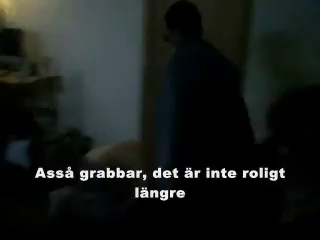 Asså grabbar, det är inte roligt
längre